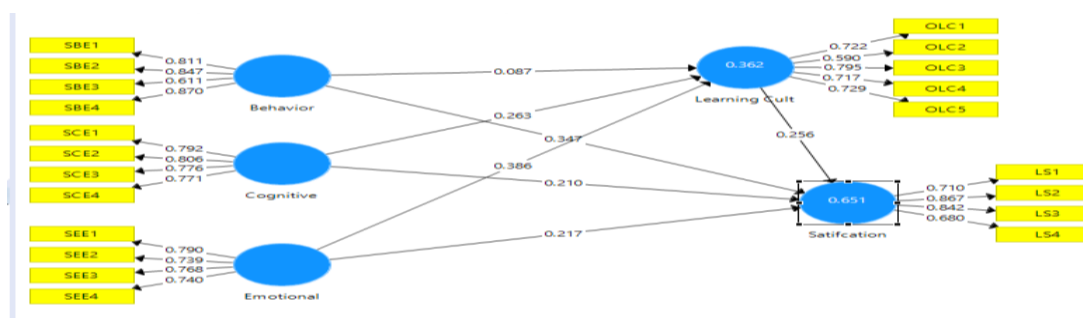 SBE1
SBE2
SBE3
SBE4
0.811
0.847
0.611
0.870
Behavior
SCE1
SCE2
SCE3
SCE4
0.792
0.806
0.776
0.771
Cognitive
SEE1
SEE2
SEE3
SEE4
0.790
0.739
0.768
0.740
Emotional
0.087
0.263
0.347
0.386
0.210
0.217
0.362
Learning Cult
0.256
0.722
0.590
0.795
0.717
0.729
OLC1
OLC2
OLC3
OLC4
OLC5
0.651
Satifcation
0.710
0.867
0.842
0.680
LS1
LS2
LS3
LS4